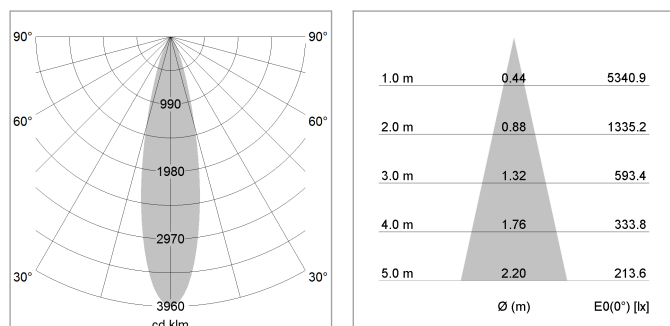 90° 90°
990
60° 60°
1980
2970
30° 30°
3960
cd klm
1.0 m 0.44 5340.9
2.0 m 0.88 1335.2
3.0 m 1.32 593.4
4.0 m 1.76 333.8
5.0 m 2.20 213.6
Ø (m) E0(0°) [lx]